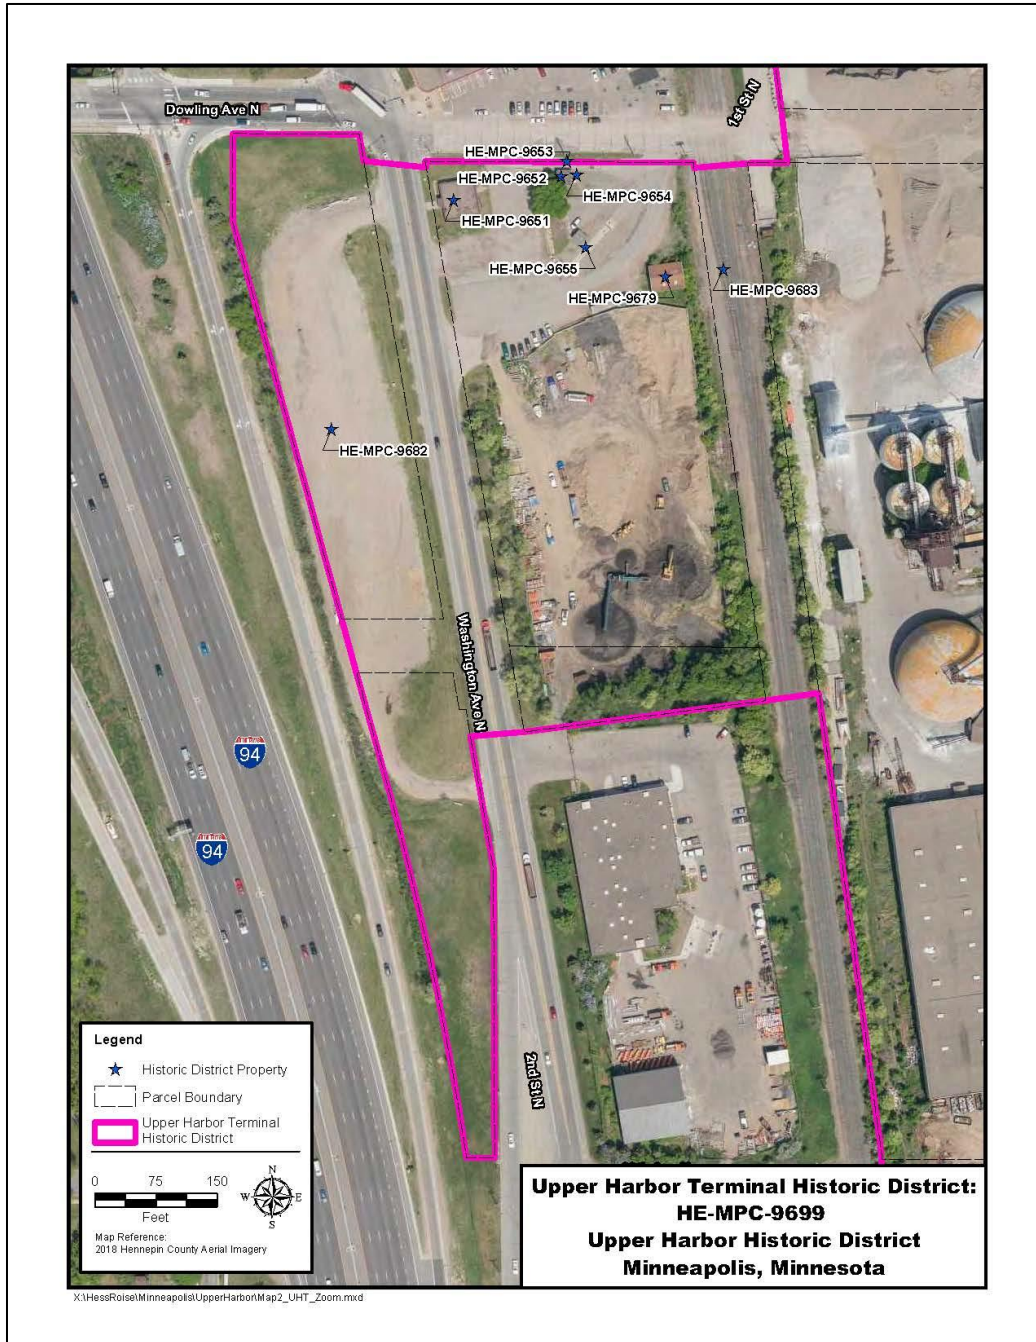 Dowling Ave N
1st St N
HE-MPC-9653
HE-MPC-9652
HE-MPC-9654
HE-MPC-9651
HE-MPC-9655
HE-MPC-9679
HE-MPC-9683
HE-MPC-9682
Washington Ave N
94
94
2nd St N
Legend
Historic District Property
Parcel Boundary
Upper Harbor Terminal
Historic District
0 75 150
Feet
N
W E
S
Map Reference:
2018 Hennepin County Aerial Imagery
Upper Harbor Terminal Historic District:
HE-MPC-9699
Upper Harbor Historic District
Minneapolis, Minnesota
X:\HessRoise\Minneapolis\UpperHarbor\Map2_UHT_Zoom.mxd